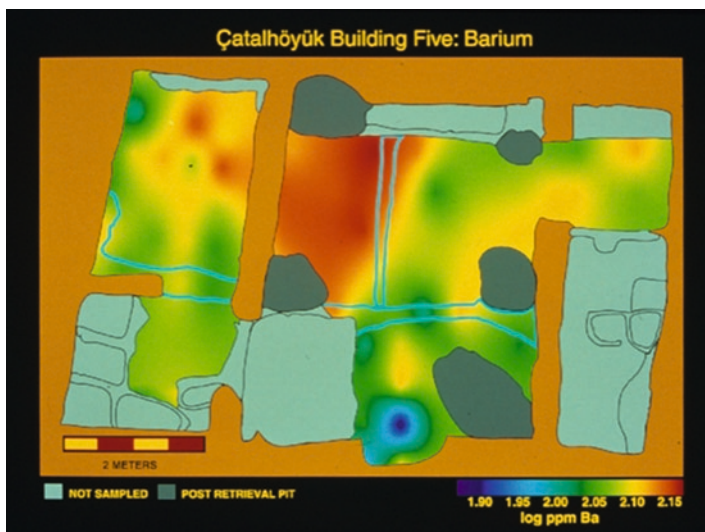 Çatalhöyük Building Five: Barium
2 METERS
NOT SAMPLED
POST RETRIEVAL PIT
1.90 1.95 2.00 2.05 2.10 2.15
log ppm Ba